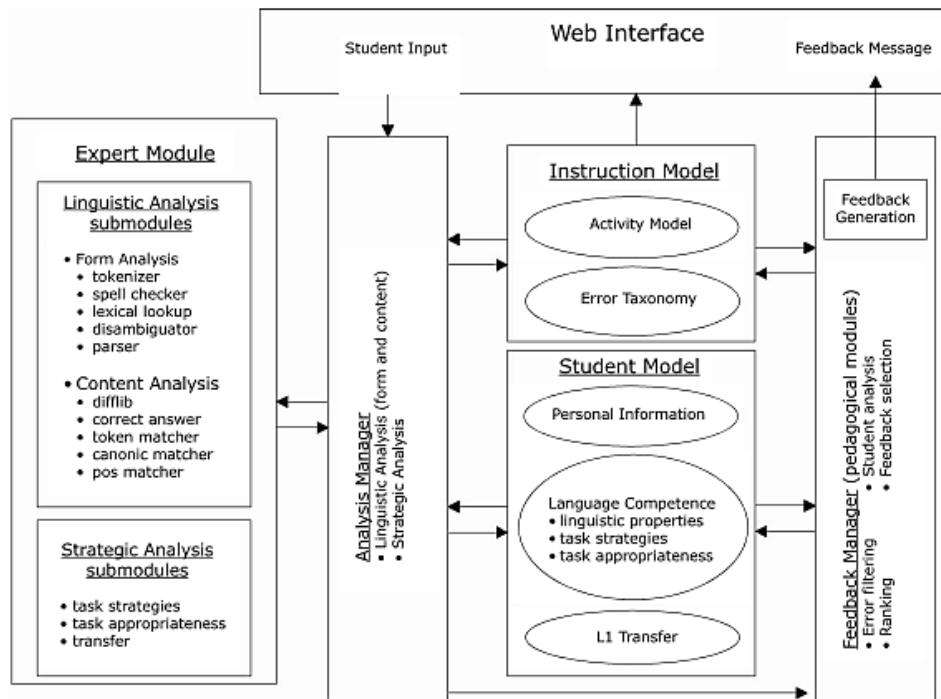 Web Interface
Student Input
Feedback Message
Expert Module
Linguistic Analysis
submodules
• Form Analysis
• tokenizer
• spell checker
• lexical lookup
• disambiguator
• parser
• Content Analysis
• difflib
• correct answer
• token matcher
• canonic matcher
• pos matcher
Strategic Analysis
submodules
• task strategies
• task appropriateness
• transfer
Analysis Manager
• Linguistic Analysis (form and content)
• Strategic Analysis
Instruction Model
Activity Model
Error Taxonomy
Student Model
Personal Information
Language Competence
• linguistic properties
• task strategies
• task appropriateness
L1 Transfer
Feedback
Generation
Feedback Manager (pedagogical modules)
• Error filtering
• Student analysis
• Ranking
• Feedback selection